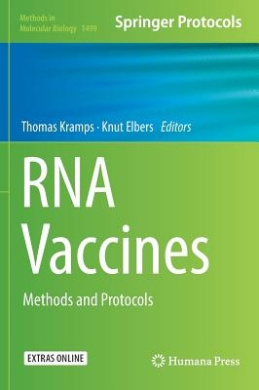 Methods in
Molecular Biology 1499
Springer Protocols
Thomas Kramps · Knut Elbers Editors
RNA
Vaccines
Methods and Protocols
EXTRAS ONLINE
Humana Press